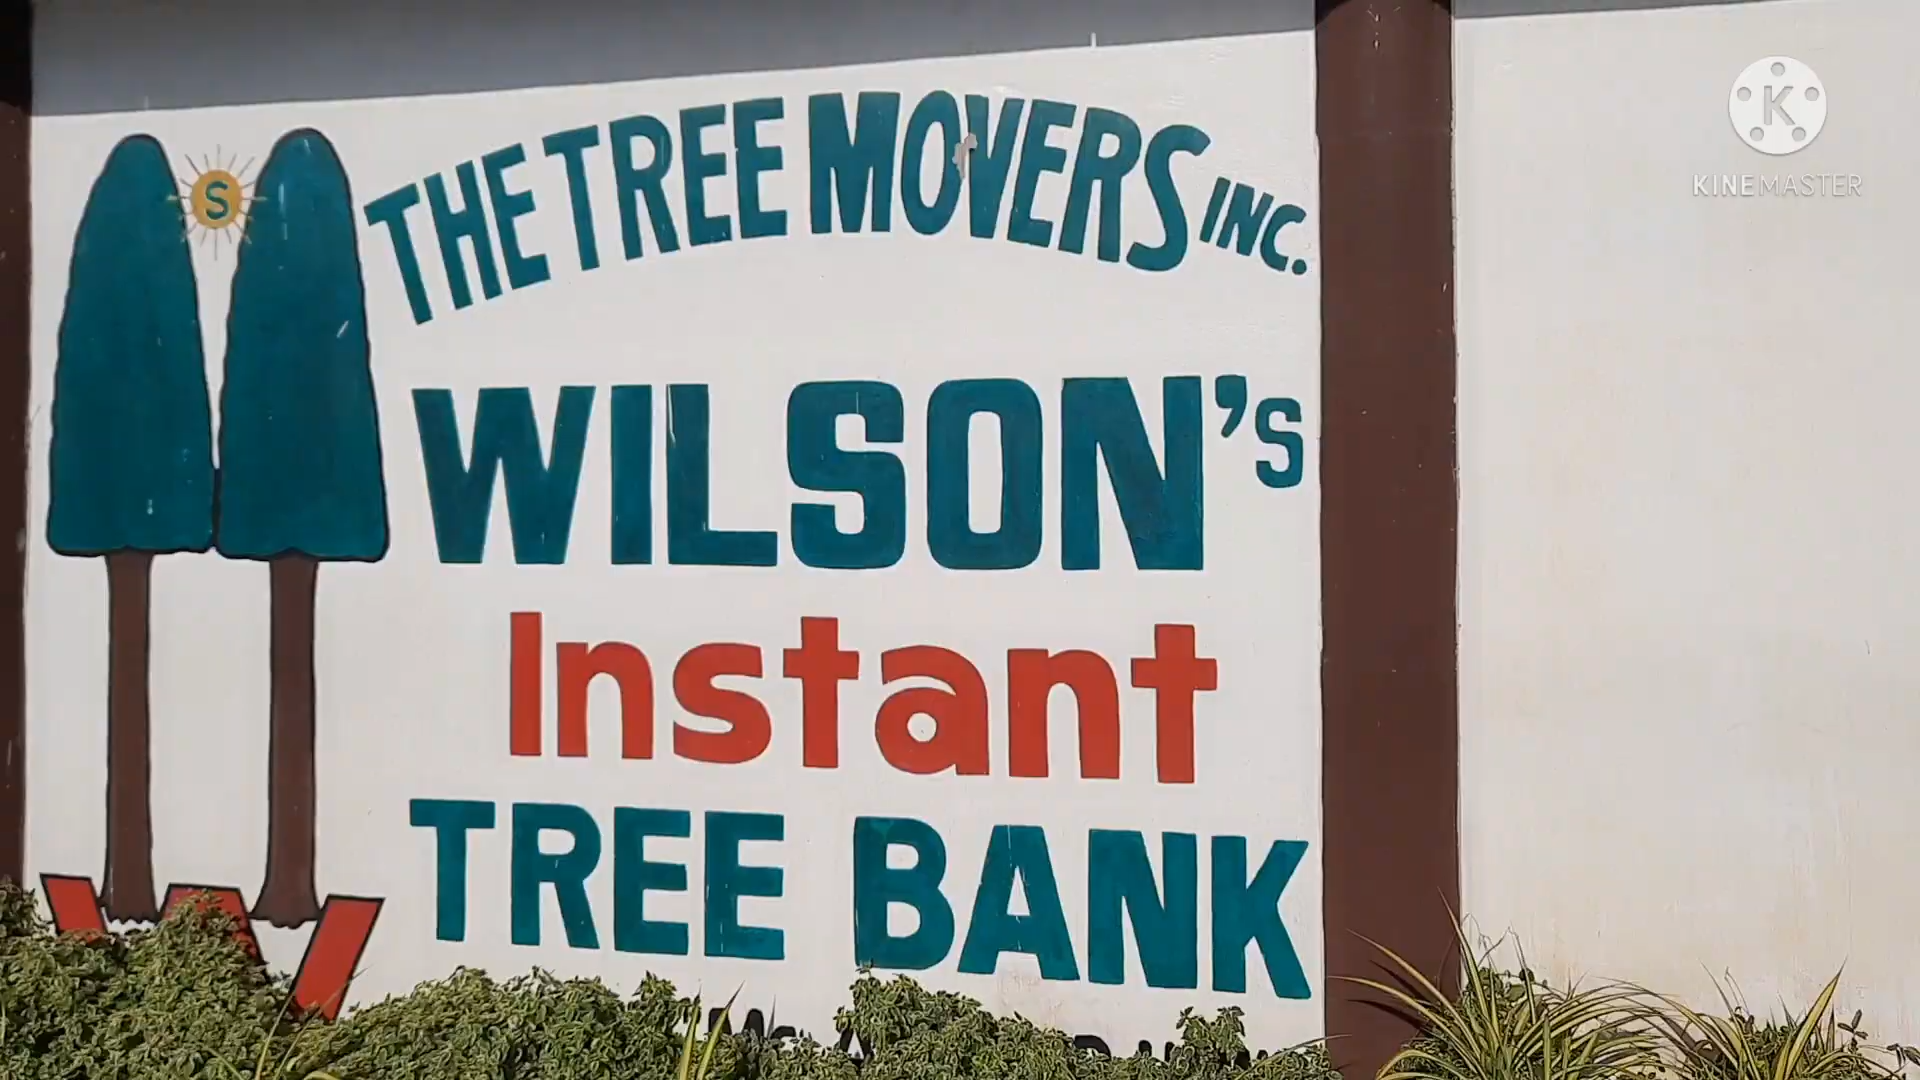 THE TREE MOVERS INC.
S
WILSON's
Instant
TREE BANK
W
K
KINEMASTER